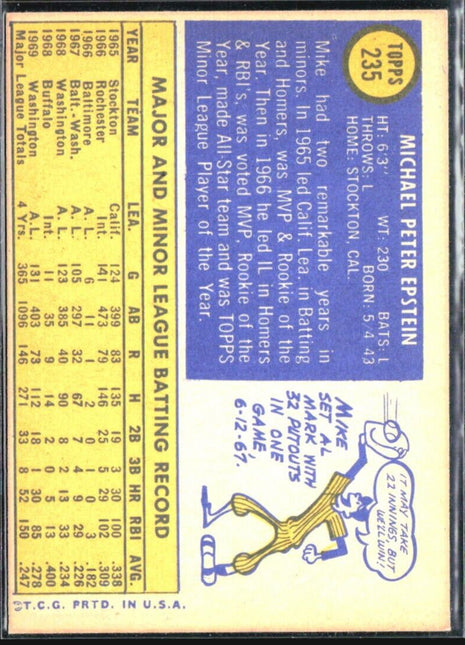 TOPPS
235
MICHAEL PETER EPSTEIN
HT: 6'3" WT: 230 BATS: L
THROWS: L BORN: 5-4-43
HOME: STOCKTON, CAL.
Mike had two remarkable years in
minors. In 1965 led Calif. Lea. in Batting
and Homers, was MVP & Rookie of the
Year. Then in 1966 he led IL in Homers
& RBI's, was voted MVP, Rookie of the
Year, made All-Star team and was TOPPS
Minor League Player of the Year.
IT MAY TAKE
22 INNINGS, BUT
WE'LL WIN!
MIKE
SET AL
MARK WITH
32 PUTOUTS
IN ONE
GAME,
6-12-67.
MAJOR AND MINOR LEAGUE BATTING RECORD
YEAR TEAM LEA. G AB R H 2B 3B HR RBI AVG.
1965 Stockton Calif. 124 399 83 135 19 3 30 100 .338
1966 Rochester Int. 141 473 79 146 25 5 29 102 .309
1966 Baltimore A.L. 6 11 1 2 0 1 0 3 .182
1967 Balt.-Wash. A.L. 105 297 32 67 7 4 9 29 .226
1968 Washington A.L. 123 385 40 90 8 2 13 33 .234
1968 Buffalo Int. 11 35 9 14 2 0 5 13 .400
1969 Washington A.L. 131 403 73 112 18 1 30 85 .278
Major League Totals 4 Yrs. 365 1096 146 271 33 8 52 150 .247
©T.C.G. PRTD. IN U.S.A.